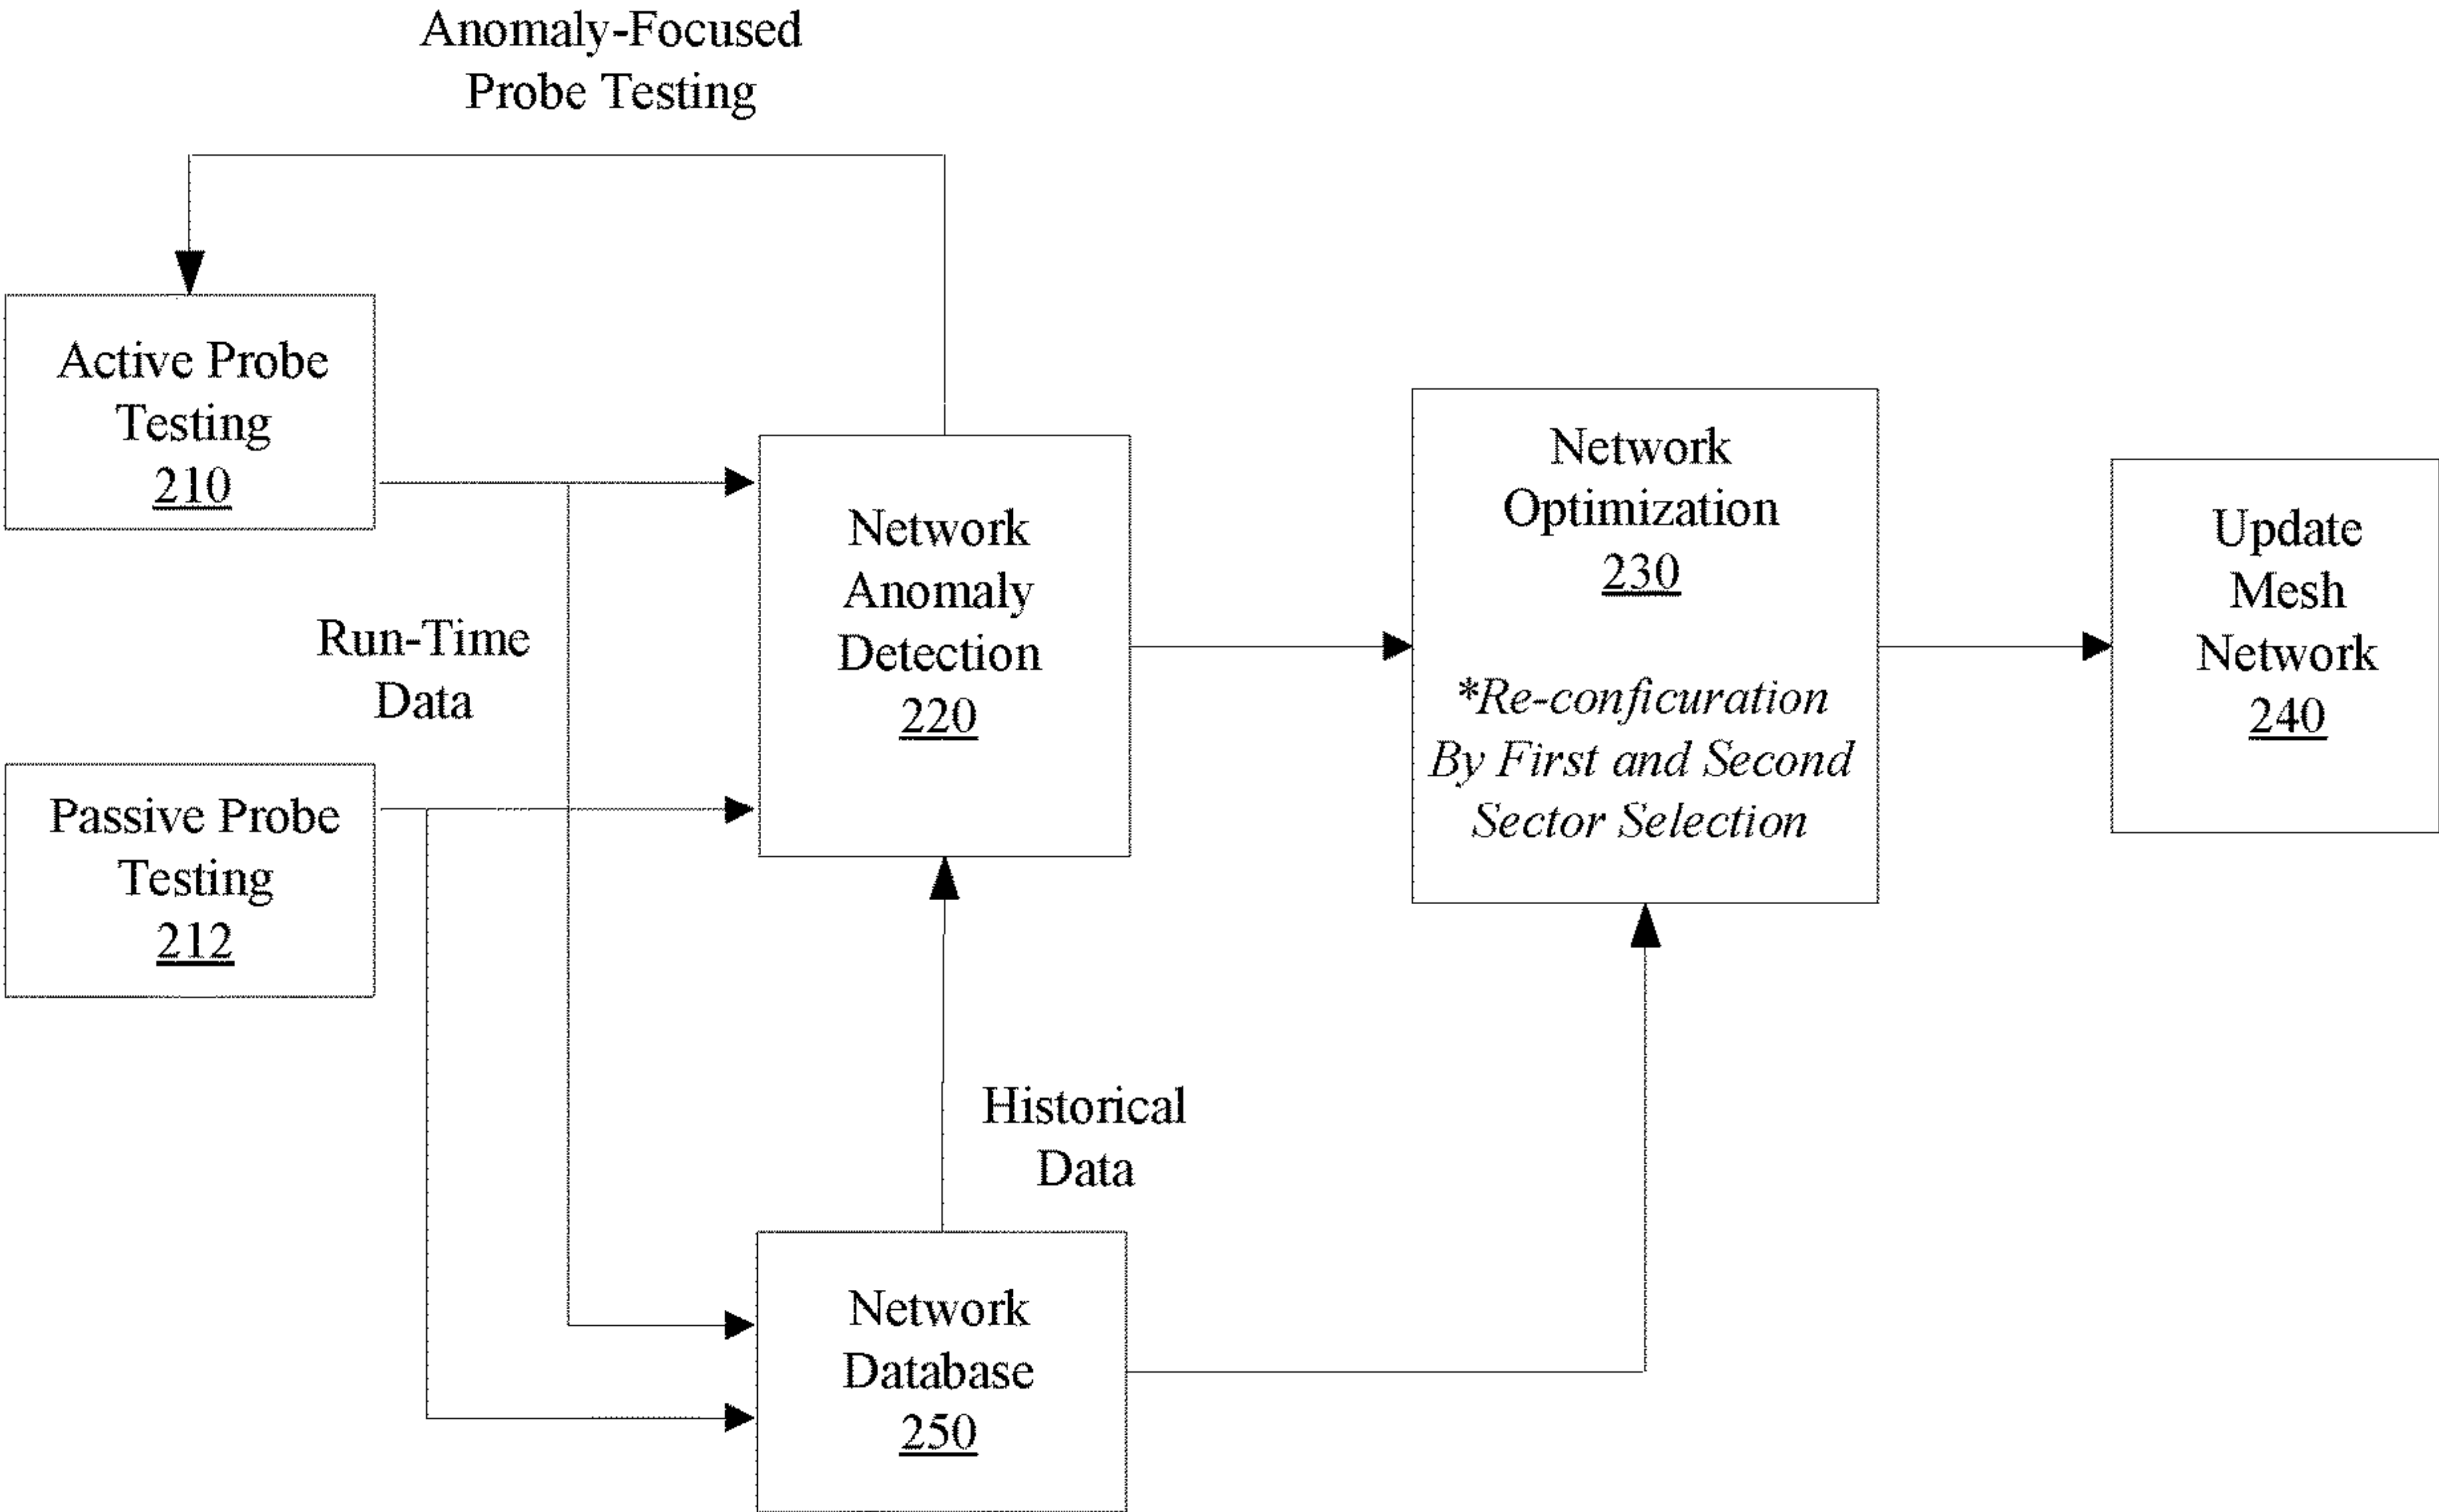 Anomaly-Focused
Probe Testing
Active Probe
Testing
210
Run-Time
Data
Passive Probe
Testing
212
Network
Anomaly
Detection
220
Historical
Data
Network
Database
250
Network
Optimization
230
*Re-conficuration
By First and Second
Sector Selection
Update
Mesh
Network
240